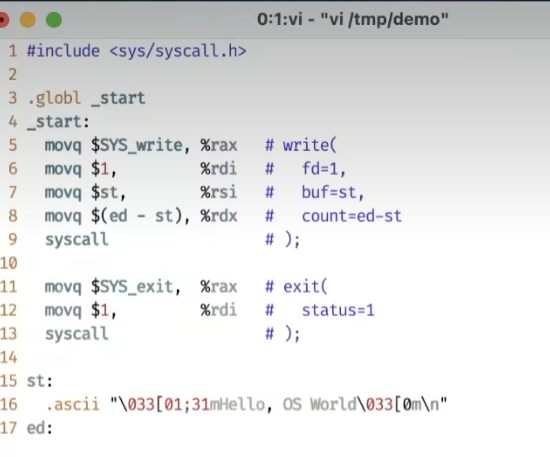 0:1:vi - "vi /tmp/demo"
1 #include <sys/syscall.h>
2
3 .globl _start
4 _start:
5   movq $SYS_write, %rax   # write(
6   movq $1,         %rdi   #   fd=1,
7   movq $st,        %rsi   #   buf=st,
8   movq $(ed - st), %rdx   #   count=ed-st
9   syscall                 # );
10
11   movq $SYS_exit,  %rax   # exit(
12   movq $1,         %rdi   #   status=1
13   syscall                 # );
14
15 st:
16   .ascii "\033[01;31mHello, OS World\033[0m\n"
17 ed: